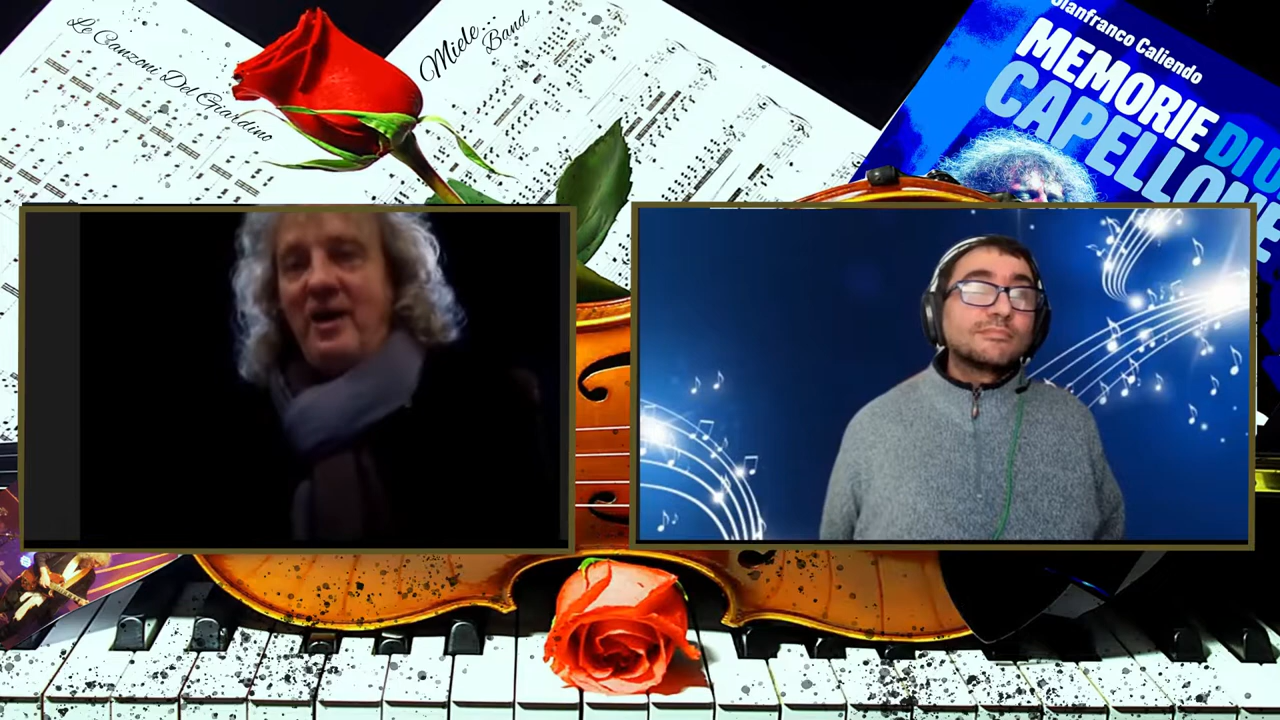 Le Canzoni Del Giardino
Miele...
Band
Gianfranco Caliendo
MEMORIE DI U
CAPELLONE